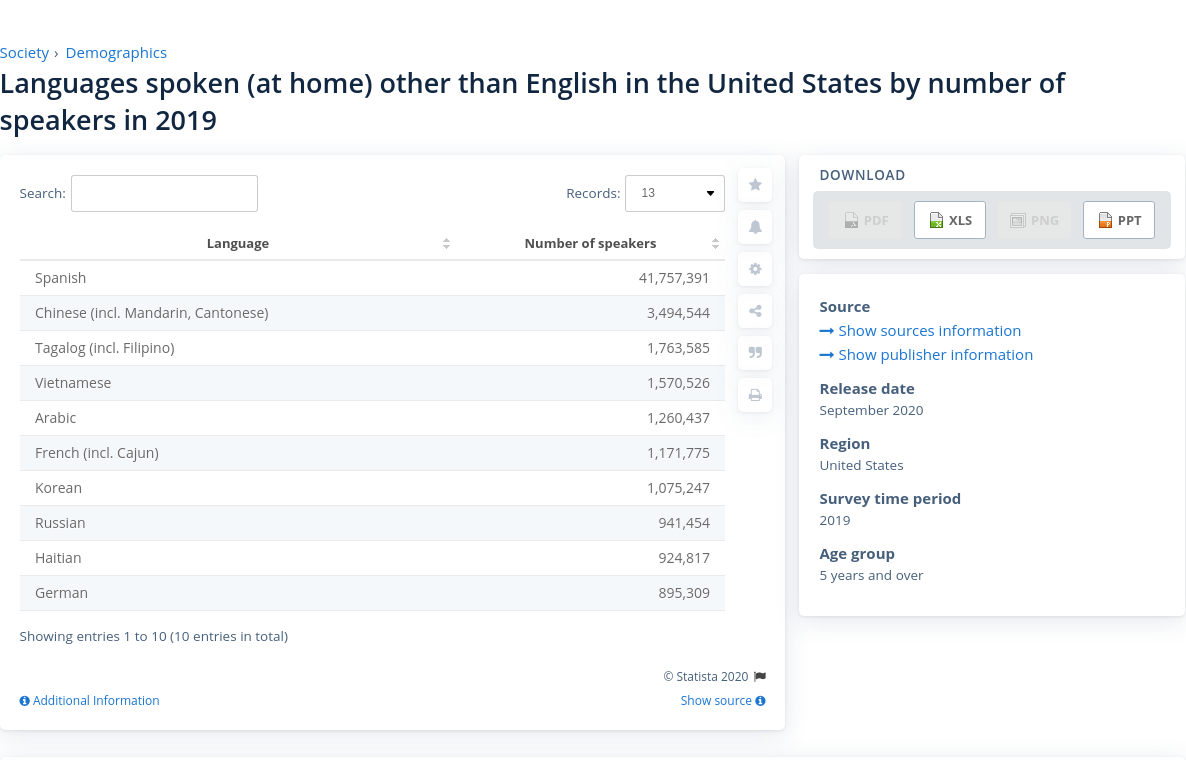 Society › Demographics
Languages spoken (at home) other than English in the United States by number of
speakers in 2019
Search:
Records: 13
Language Number of speakers
Spanish 41,757,391
Chinese (incl. Mandarin, Cantonese) 3,494,544
Tagalog (incl. Filipino) 1,763,585
Vietnamese 1,570,526
Arabic 1,260,437
French (incl. Cajun) 1,171,775
Korean 1,075,247
Russian 941,454
Haitian 924,817
German 895,309
Showing entries 1 to 10 (10 entries in total)
© Statista 2020
Additional Information
Show source
DOWNLOAD
PDF XLS PNG PPT
Source
Show sources information
Show publisher information
Release date
September 2020
Region
United States
Survey time period
2019
Age group
5 years and over